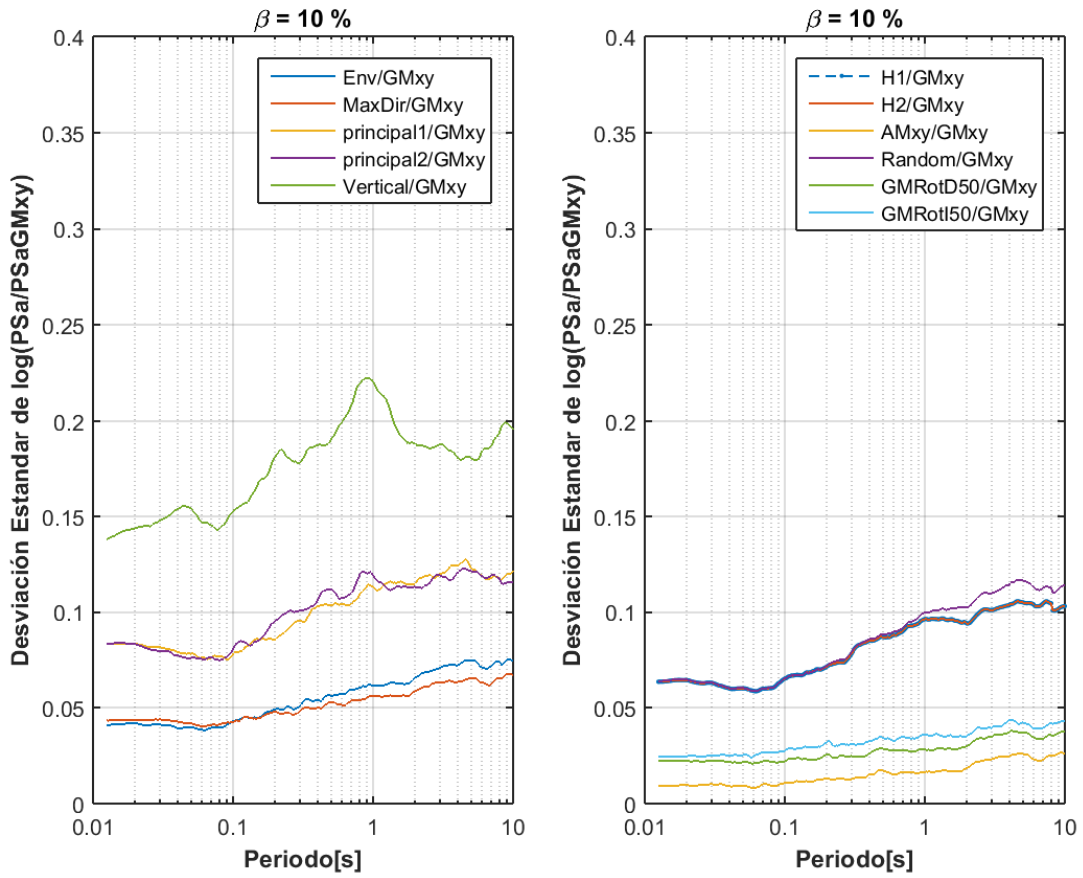 β = 10 %
Desviación Estandar de log(PSa/PSaGMxy)
0.4
0.35
0.3
0.25
0.2
0.15
0.1
0.05
0
Env/GMxy
MaxDir/GMxy
principal1/GMxy
principal2/GMxy
Vertical/GMxy
0.01 0.1 1 10
Periodo[s]
β = 10 %
Desviación Estandar de log(PSa/PSaGMxy)
0.4
0.35
0.3
0.25
0.2
0.15
0.1
0.05
0
H1/GMxy
H2/GMxy
AMxy/GMxy
Random/GMxy
GMRotD50/GMxy
GMRotI50/GMxy
0.01 0.1 1 10
Periodo[s]